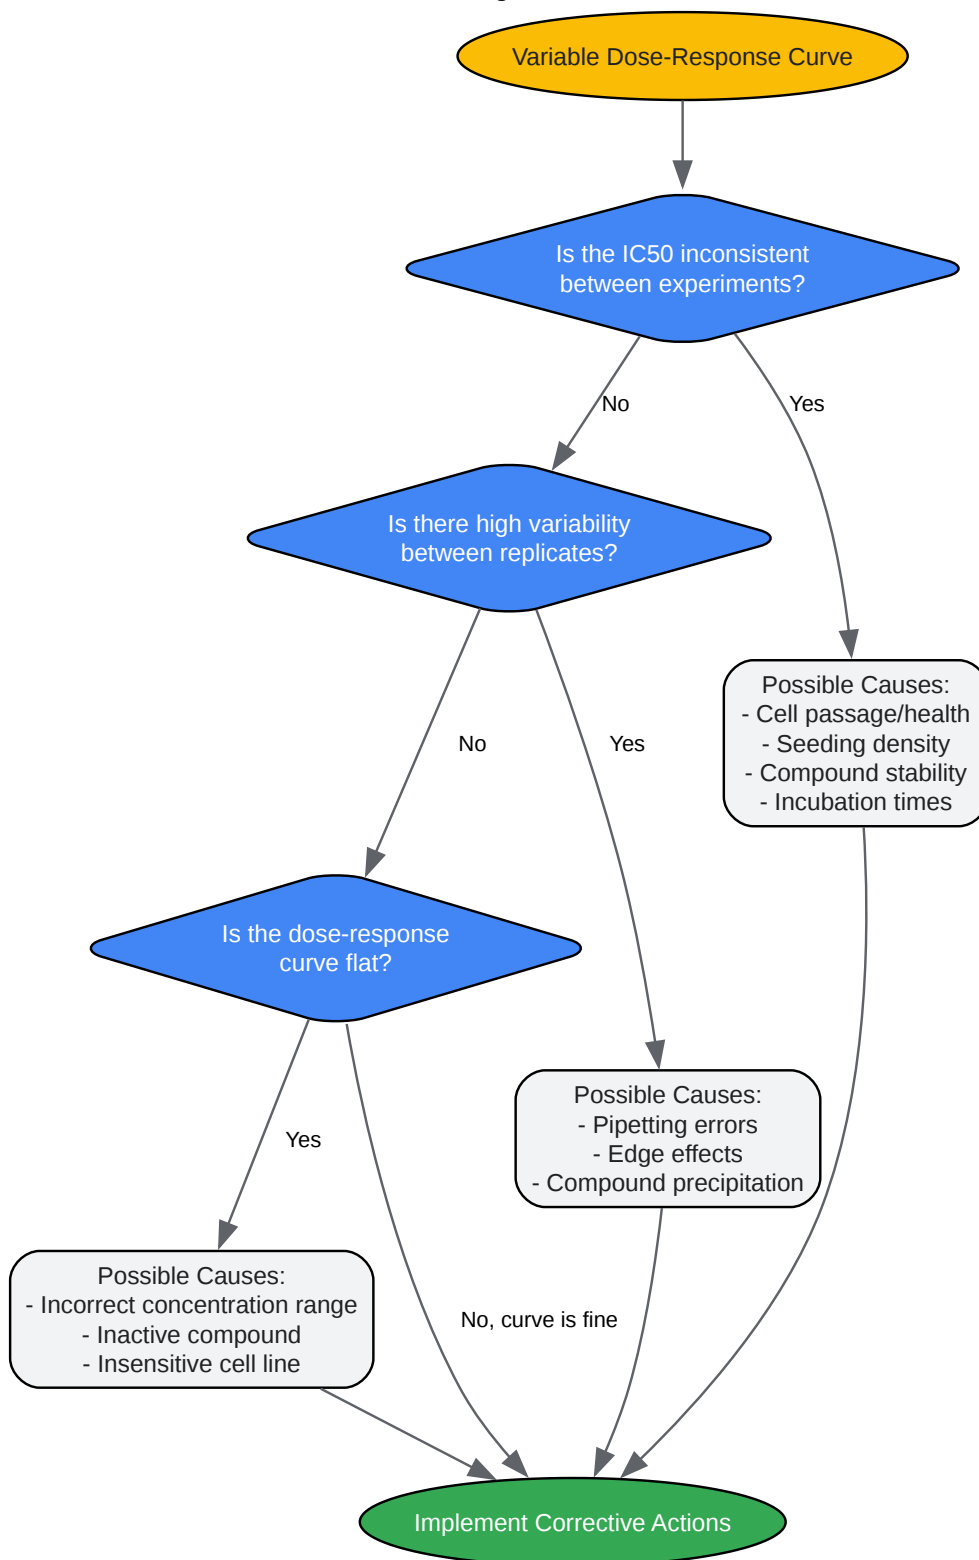 Variable Dose-Response Curve
Is the IC50 inconsistent
between experiments?
No
Yes
Is there high variability
between replicates?
Possible Causes:
- Cell passage/health
- Seeding density
- Compound stability
- Incubation times
No
Yes
Is the dose-response
curve flat?
Possible Causes:
- Pipetting errors
- Edge effects
- Compound precipitation
Yes
Possible Causes:
- Incorrect concentration range
- Inactive compound
- Insensitive cell line
No, curve is fine
Implement Corrective Actions